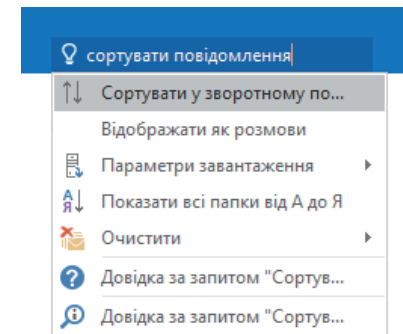 сортувати повідомлення
Сортувати у зворотному по...
Відображати як розмови
Параметри завантаження
Показати всі папки від А до Я
Очистити
Довідка за запитом "Сортув...
Довідка за запитом "Сортув...